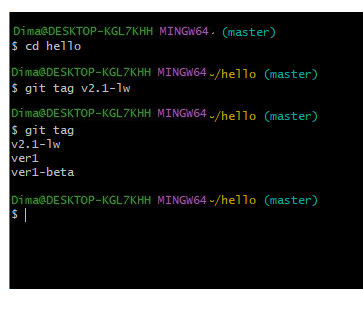 Dima@DESKTOP-KGL7KHH MINGW64 ~ (master)
$ cd hello
Dima@DESKTOP-KGL7KHH MINGW64 ~/hello (master)
$ git tag v2.1-lw
Dima@DESKTOP-KGL7KHH MINGW64 ~/hello (master)
$ git tag
v2.1-lw
ver1
ver1-beta
Dima@DESKTOP-KGL7KHH MINGW64 ~/hello (master)
$